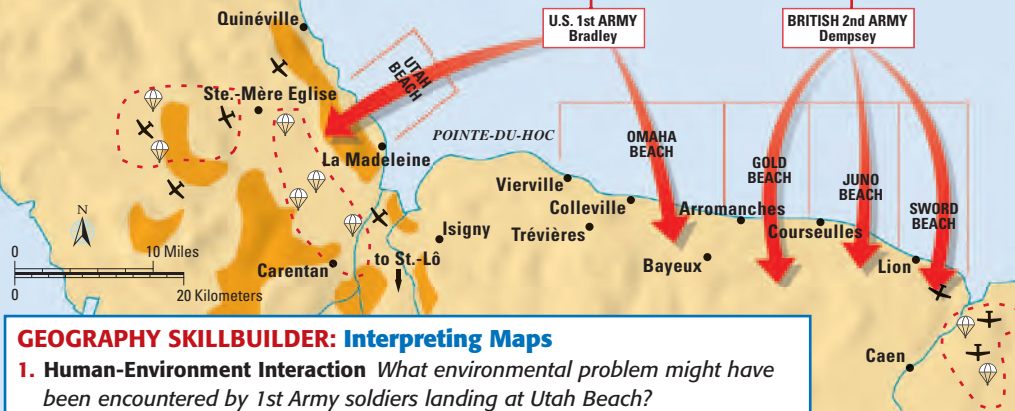 Quinéville
U.S. 1st ARMY
Bradley
BRITISH 2nd ARMY
Dempsey
UTAH
BEACH
Ste.-Mère Eglise
POINTE-DU-HOC
La Madeleine
OMAHA
BEACH
GOLD
BEACH
JUNO
BEACH
SWORD
BEACH
Vierville
Colleville
Trévières
Isigny
Arromanches
Courseulles
Bayeux
Lion
N
0 10 Miles
0 20 Kilometers
Carentan
to St.-Lô
Caen
GEOGRAPHY SKILLBUILDER: Interpreting Maps
1. Human-Environment Interaction What environmental problem might have
been encountered by 1st Army soldiers landing at Utah Beach?